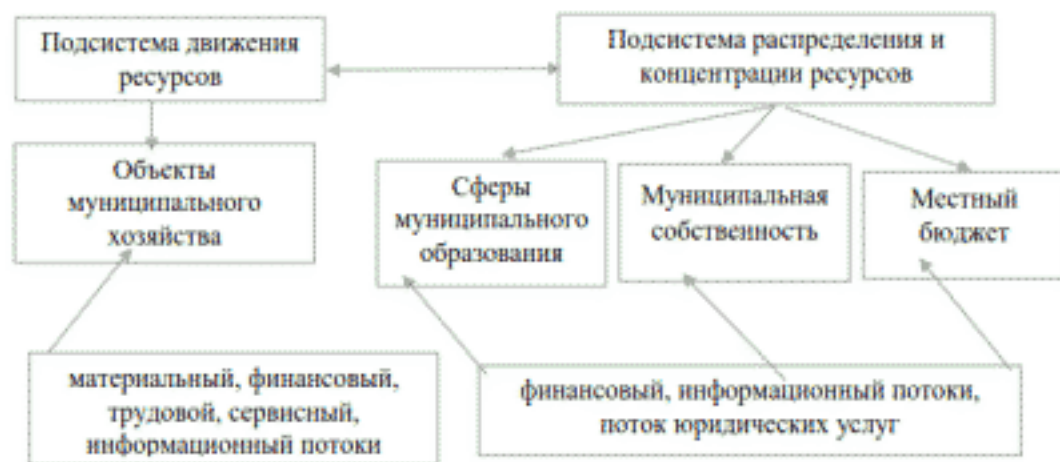 Подсистема движения
ресурсов
Подсистема распределения и
концентрации ресурсов
Объекты
муниципального
хозяйства
Сферы
муниципального
образования
Муниципальная
собственность
Местный
бюджет
материальный, финансовый,
трудовой, сервисный,
информационный потоки
финансовый, информационный потоки,
поток юридических услуг